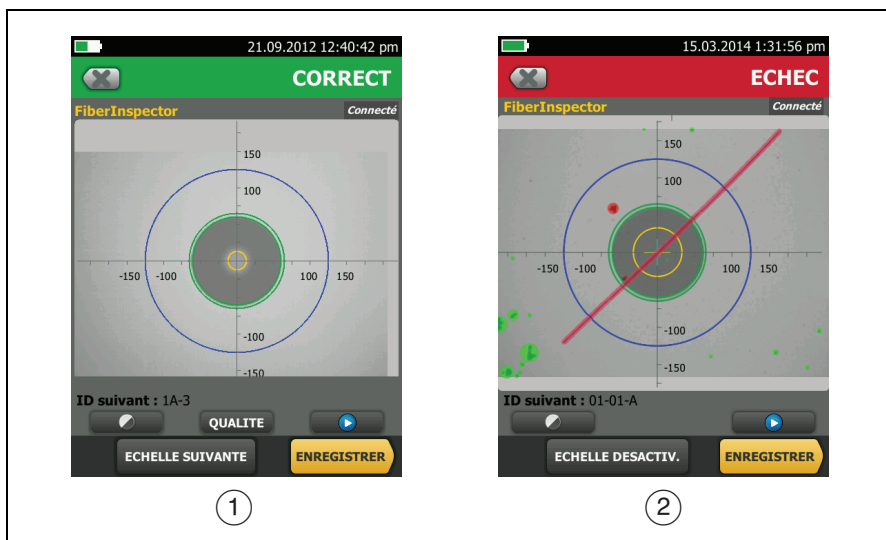 21.09.2012 12:40:42 pm
CORRECT
FiberInspector
Connecté
150
100
-150 -100 100 150
-100
-150
ID suivant : 1A-3
QUALITE
ECHELLE SUIVANTE
ENREGISTRER
1
15.03.2014 1:31:56 pm
ECHEC
FiberInspector
Connecté
150
100
-150 -100 100 150
-100
-150
ID suivant : 01-01-A
ECHELLE DESACTIV.
ENREGISTRER
2